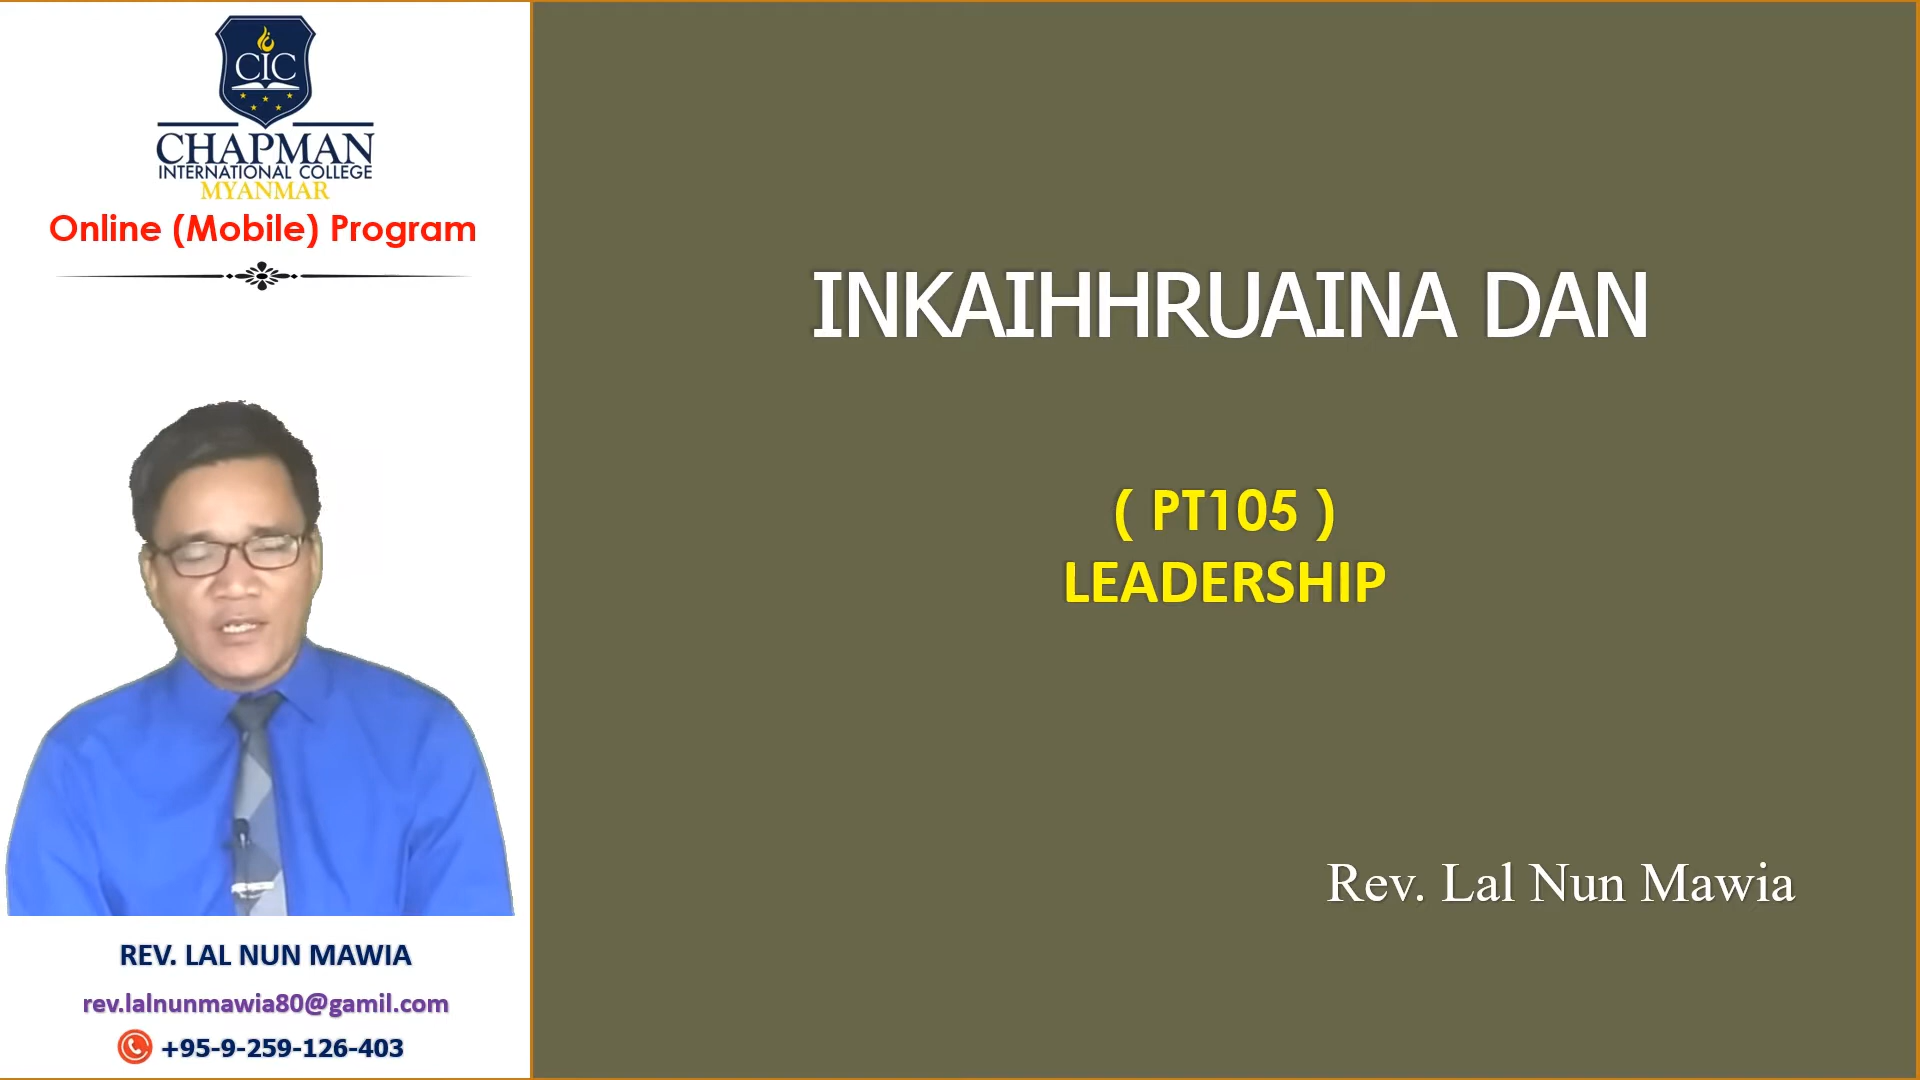 CIC
CHAPMAN
INTERNATIONAL COLLEGE
MYANMAR
Online (Mobile) Program
REV. LAL NUN MAWIA
rev.lalnunmawia80@gamil.com
+95-9-259-126-403
INKAIHHRUAINA DAN
( PT105 )
LEADERSHIP
Rev. Lal Nun Mawia